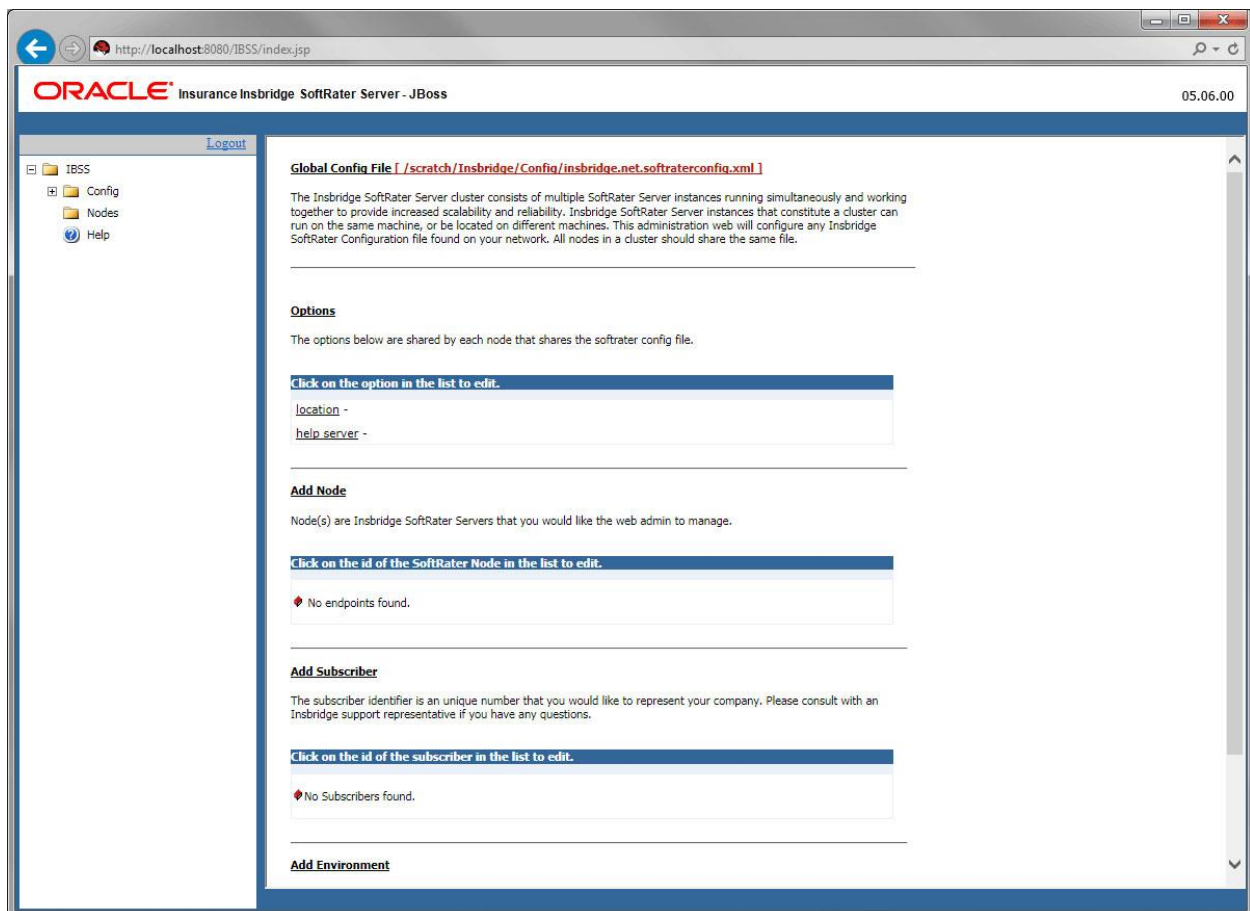 http://localhost:8080/IBSS/index.jsp
ORACLE Insurance Insbridge SoftRater Server - JBoss
05.06.00
Logout
IBSS
Config
Nodes
Help
Global Config File [ /scratch/Insbridge/Config/insbridge.net.softraterconfig.xml ]
The Insbridge SoftRater Server cluster consists of multiple SoftRater Server instances running simultaneously and working
together to provide increased scalability and reliability. Insbridge SoftRater Server instances that constitute a cluster can
run on the same machine, or be located on different machines. This administration web will configure any Insbridge
SoftRater Configuration file found on your network. All nodes in a cluster should share the same file.
Options
The options below are shared by each node that shares the softrater config file.
Click on the option in the list to edit.
location -
help server -
Add Node
Node(s) are Insbridge SoftRater Servers that you would like the web admin to manage.
Click on the id of the SoftRater Node in the list to edit.
No endpoints found.
Add Subscriber
The subscriber identifier is an unique number that you would like to represent your company. Please consult with an
Insbridge support representative if you have any questions.
Click on the id of the subscriber in the list to edit.
No Subscribers found.
Add Environment